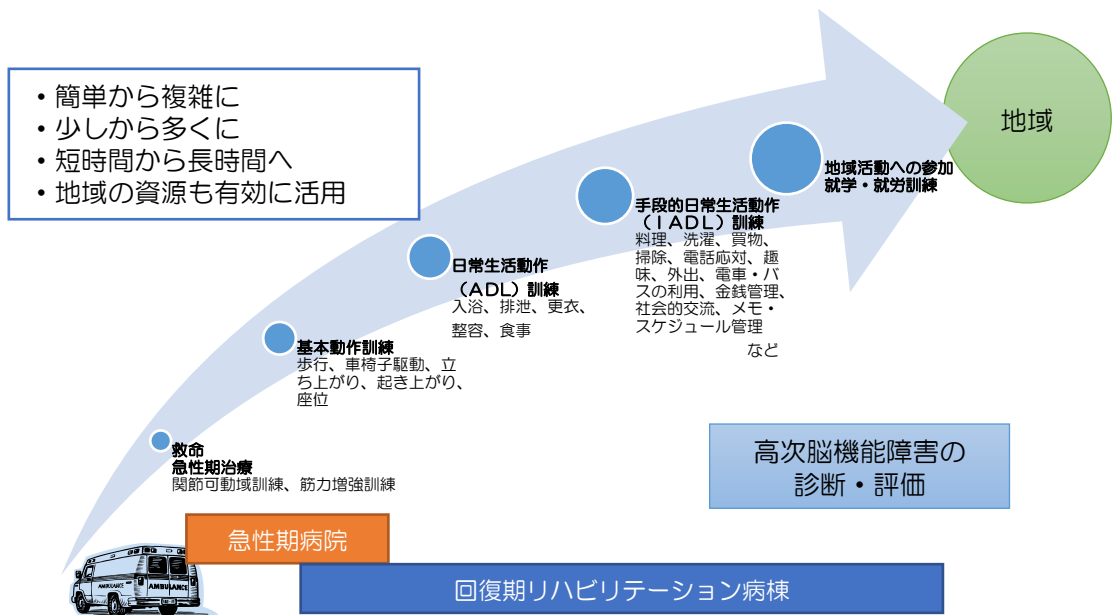 ・簡単から複雑に
・少しから多くに
・短時間から長時間へ
・地域の資源も有効に活用
地域
地域活動への参加
就学・就労訓練
手段的日常生活動作
（ＩＡＤＬ）訓練
料理、洗濯、買物、
掃除、電話応対、趣
味、外出、電車・バ
スの利用、金銭管理、
社会的交流、メモ・
スケジュール管理
など
日常生活動作
（ADL）訓練
入浴、排泄、更衣、
整容、食事
基本動作訓練
歩行、車椅子駆動、立
ち上がり、起き上がり、
座位
救命
急性期治療
関節可動域訓練、筋力増強訓練
高次脳機能障害の
診断・評価
急性期病院
回復期リハビリテーション病棟
AMBULANCE
AMBULANCE